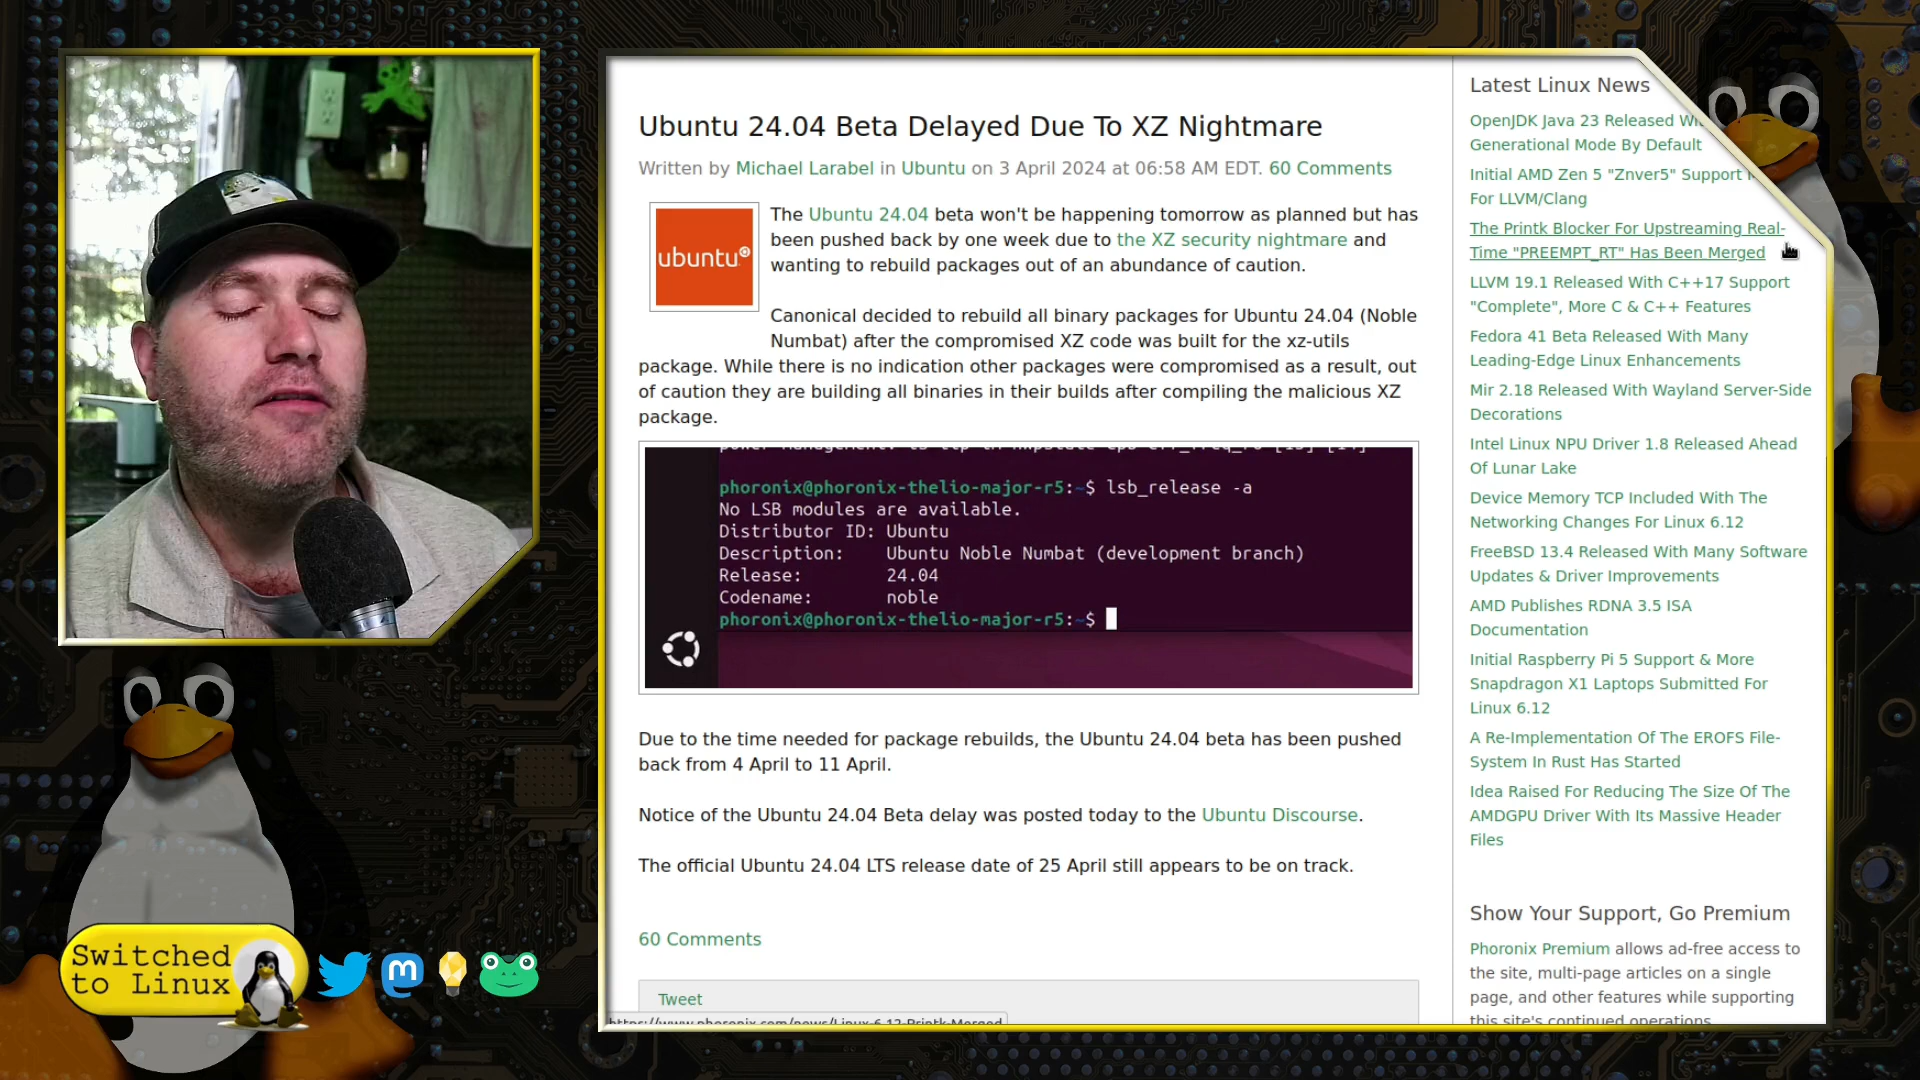 Ubuntu 24.04 Beta Delayed Due To XZ Nightmare
Written by Michael Larabel in Ubuntu on 3 April 2024 at 06:58 AM EDT. 60 Comments
ubuntu
The Ubuntu 24.04 beta won't be happening tomorrow as planned but has
been pushed back by one week due to the XZ security nightmare and
wanting to rebuild packages out of an abundance of caution.
Canonical decided to rebuild all binary packages for Ubuntu 24.04 (Noble
Numbat) after the compromised XZ code was built for the xz-utils
package. While there is no indication other packages were compromised as a result, out
of caution they are building all binaries in their builds after compiling the malicious XZ
package.
phoronix@phoronix-thelio-major-r5:~$ lsb_release -a
No LSB modules are available.
Distributor ID: Ubuntu
Description: Ubuntu Noble Numbat (development branch)
Release: 24.04
Codename: noble
phoronix@phoronix-thelio-major-r5:~$
Due to the time needed for package rebuilds, the Ubuntu 24.04 beta has been pushed
back from 4 April to 11 April.
Notice of the Ubuntu 24.04 Beta delay was posted today to the Ubuntu Discourse.
The official Ubuntu 24.04 LTS release date of 25 April still appears to be on track.
60 Comments
Tweet
https://www.phoronix.com/news/Linux-6.12-Printk-Merged
Latest Linux News
OpenJDK Java 23 Released
Generational Mode By Default
Initial AMD Zen 5 "Znver5" Support
For LLVM/Clang
The Printk Blocker For Upstreaming Real-
Time "PREEMPT_RT" Has Been Merged
LLVM 19.1 Released With C++17 Support
"Complete", More C & C++ Features
Fedora 41 Beta Released With Many
Leading-Edge Linux Enhancements
Mir 2.18 Released With Wayland Server-Side
Decorations
Intel Linux NPU Driver 1.8 Released Ahead
Of Lunar Lake
Device Memory TCP Included With The
Networking Changes For Linux 6.12
FreeBSD 13.4 Released With Many Software
Updates & Driver Improvements
AMD Publishes RDNA 3.5 ISA
Documentation
Initial Raspberry Pi 5 Support & More
Snapdragon X1 Laptops Submitted For
Linux 6.12
A Re-Implementation Of The EROFS File-
System In Rust Has Started
Idea Raised For Reducing The Size Of The
AMDGPU Driver With Its Massive Header
Files
Show Your Support, Go Premium
Phoronix Premium allows ad-free access to
the site, multi-page articles on a single
page, and other features while supporting
this site's continued operations.
Switched
to Linux